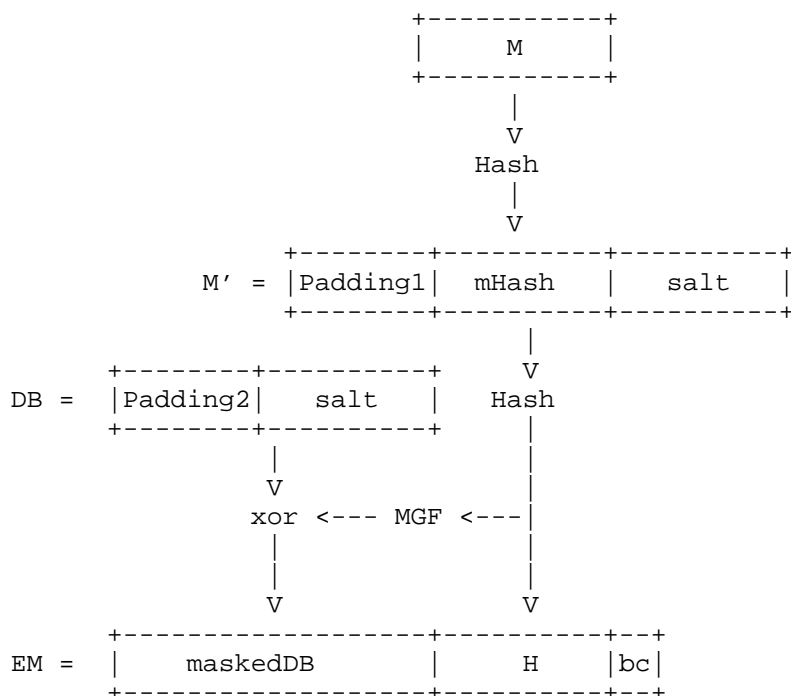 M
V
Hash
V
M' = Padding1 mHash salt
V
DB = Padding2 salt Hash
V
xor <--- MGF <---
V V
EM = maskedDB H bc